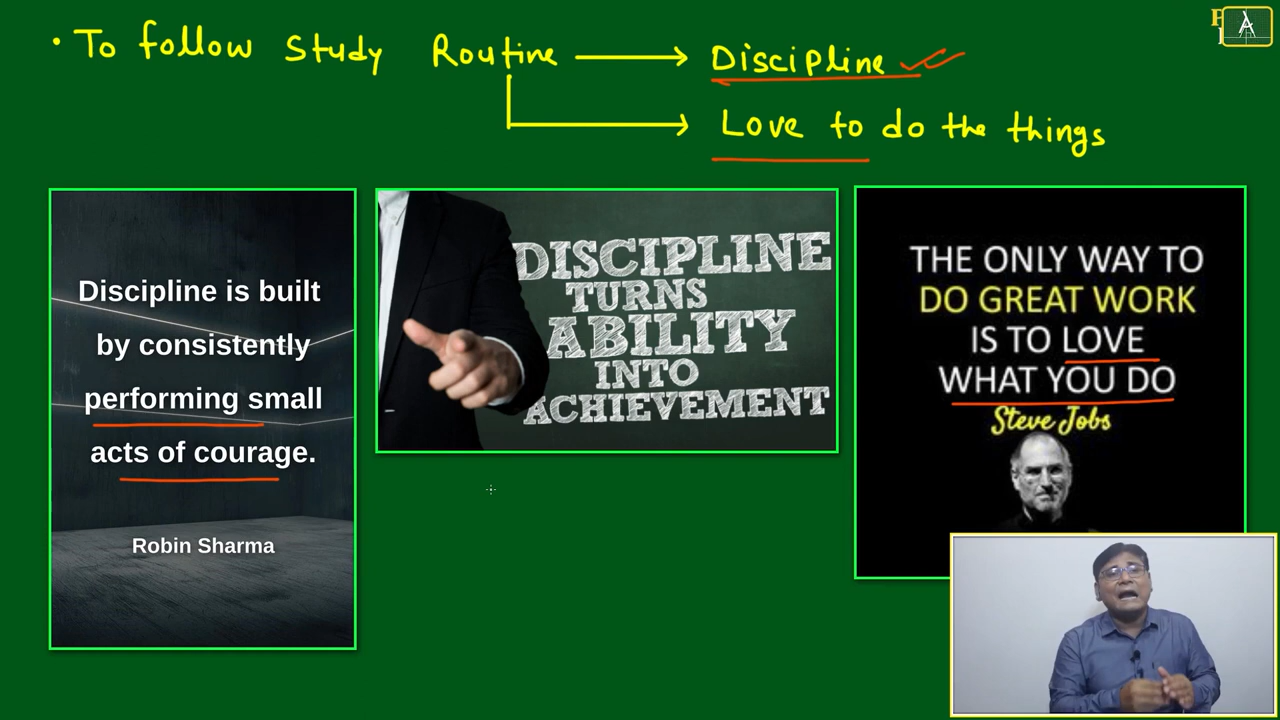 • To follow Study Routine → Discipline
→ Love to do the things
Discipline is built
by consistently
performing small
acts of courage.
Robin Sharma
DISCIPLINE
TURNS
ABILITY
INTO
ACHIEVEMENT
THE ONLY WAY TO
DO GREAT WORK
IS TO LOVE
WHAT YOU DO
Steve Jobs